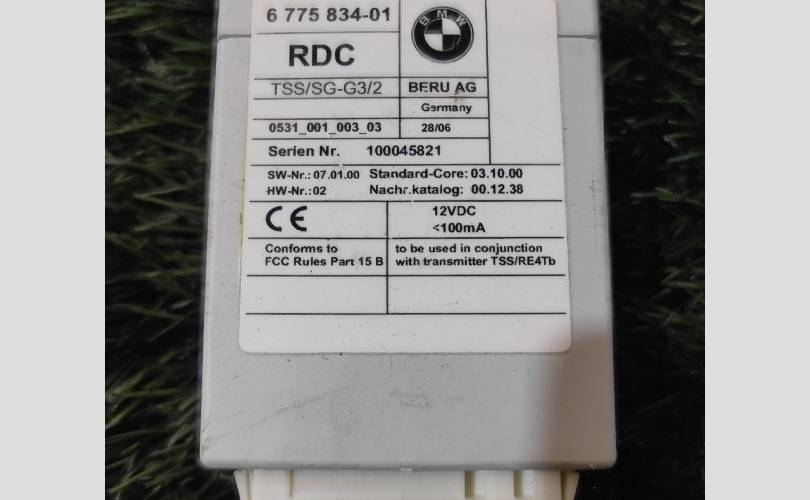 6 775 834-01
BMW
RDC
TSS/SG-G3/2
BERU AG
Germany
0531_001_003_03
28/06
Serien Nr. 100045821
SW-Nr.: 07.01.00 Standard-Core: 03.10.00
HW-Nr.: 02 Nachr.katalog: 00.12.38
CE
12VDC
<100mA
Conforms to
FCC Rules Part 15 B
to be used in conjunction
with transmitter TSS/RE4Tb